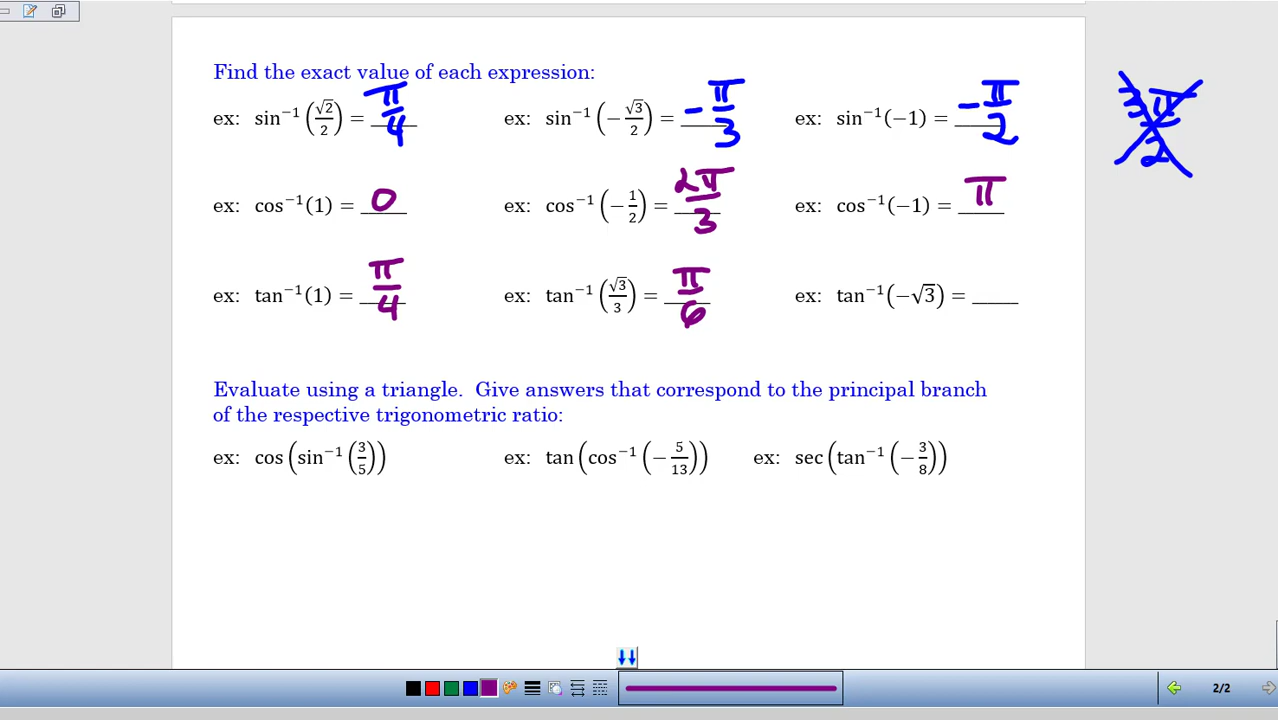 Find the exact value of each expression:
ex: sin⁻¹(√2/2) = π/4 ex: sin⁻¹(−√3/2) = -π/3 ex: sin⁻¹(−1) = -π/2 3π/2
ex: cos⁻¹(1) = 0 ex: cos⁻¹(−1/2) = 2π/3 ex: cos⁻¹(−1) = π
ex: tan⁻¹(1) = π/4 ex: tan⁻¹(√3/3) = π/6 ex: tan⁻¹(−√3) = _____
Evaluate using a triangle. Give answers that correspond to the principal branch
of the respective trigonometric ratio:
ex: cos(sin⁻¹(3/5)) ex: tan(cos⁻¹(−5/13)) ex: sec(tan⁻¹(−3/8))
2/2